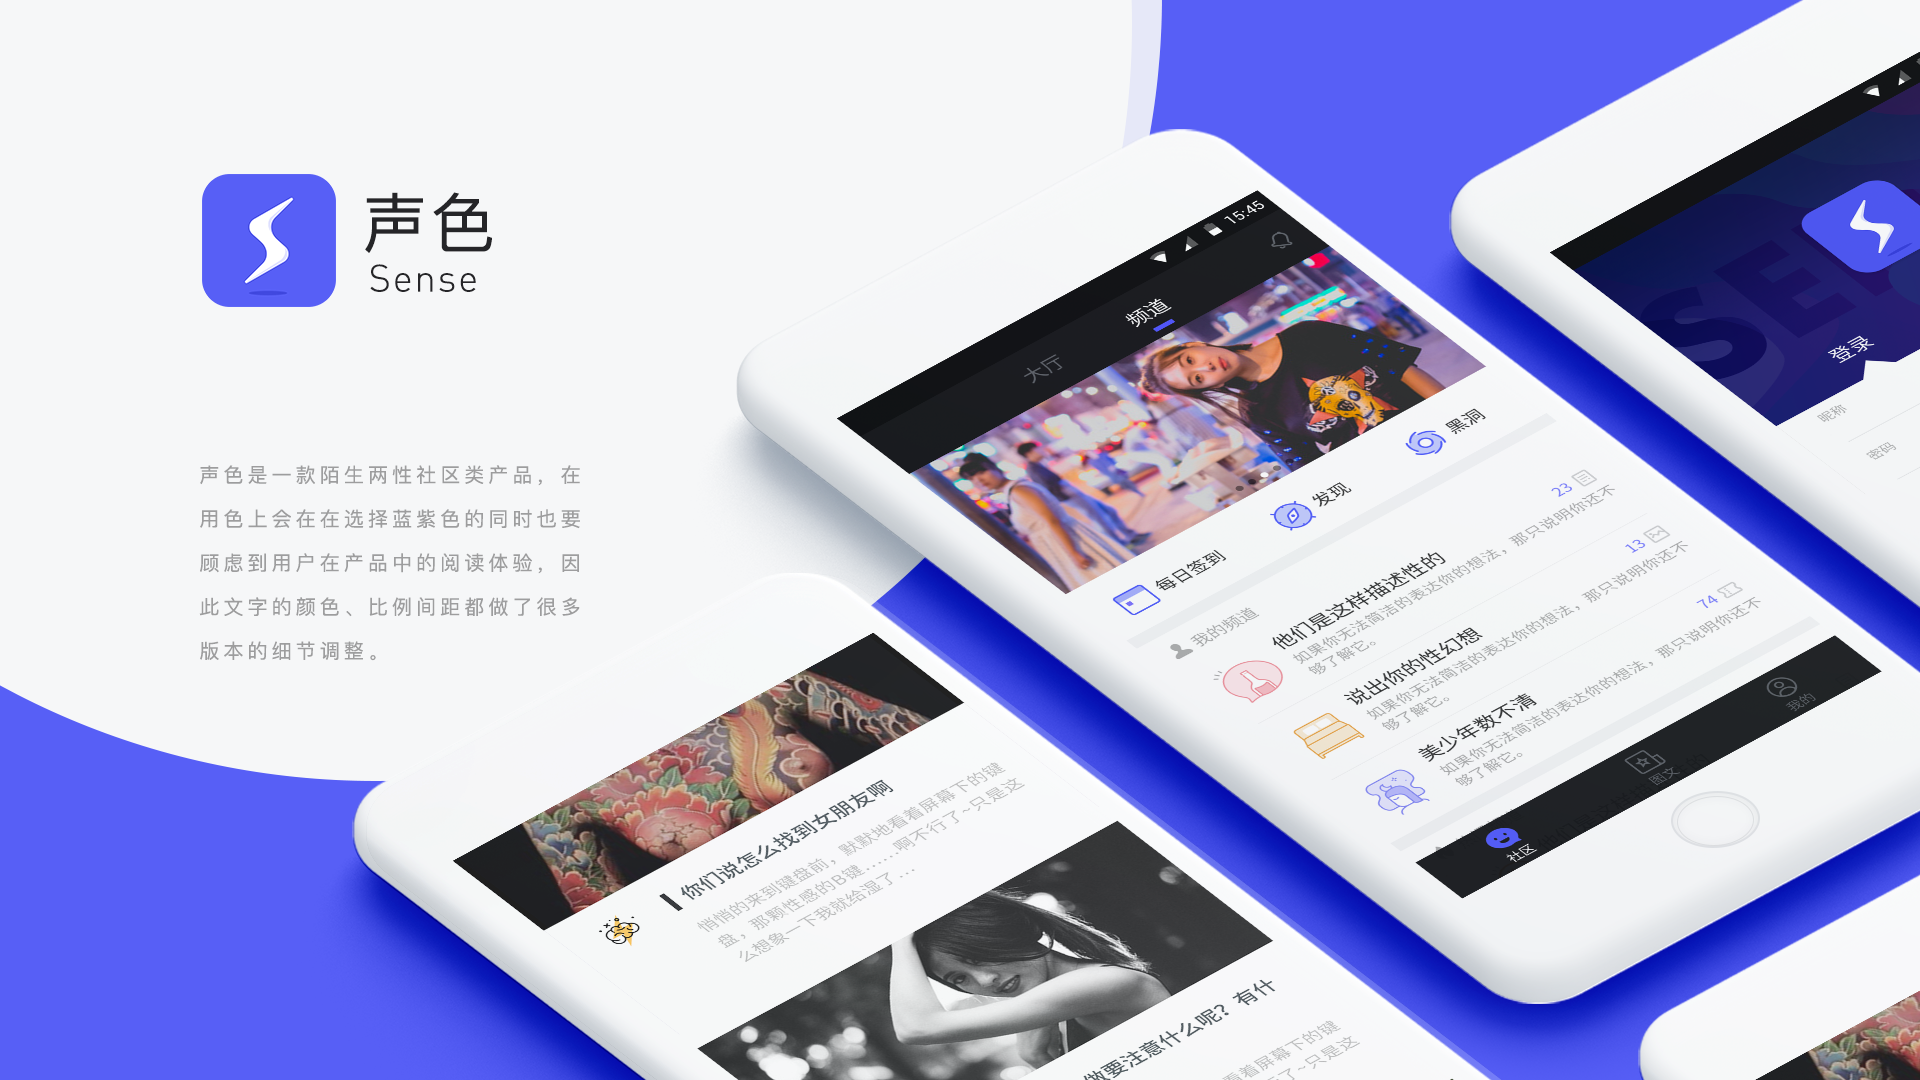 声色
Sense
声色是一款陌生两性社区类产品，在
用色上会在在选择蓝紫色的同时也要
顾虑到用户在产品中的阅读体验，因
此文字的颜色、比例间距都做了很多
版本的细节调整。
15:45
大厅
频道
每日签到
发现
黑洞
我的频道
他们是这样描述性的
23
如果你无法简洁的表达你的想法，那只说明你还不
够了解它。
说出你的性幻想
13
如果你无法简洁的表达你的想法，那只说明你还不
够了解它。
美少年数不清
74
如果你无法简洁的表达你的想法，那只说明你还不
够了解它。
社区
图文
我的
SE
登录
昵称
密码
你们说怎么找到女朋友啊
悄悄的来到键盘前，默默地看着屏幕下的键
盘，那颗性感的B键……啊不行了~只是这
么想象一下我就给湿了…
做要注意什么呢？有什
看着屏幕下的键
行了~只是这